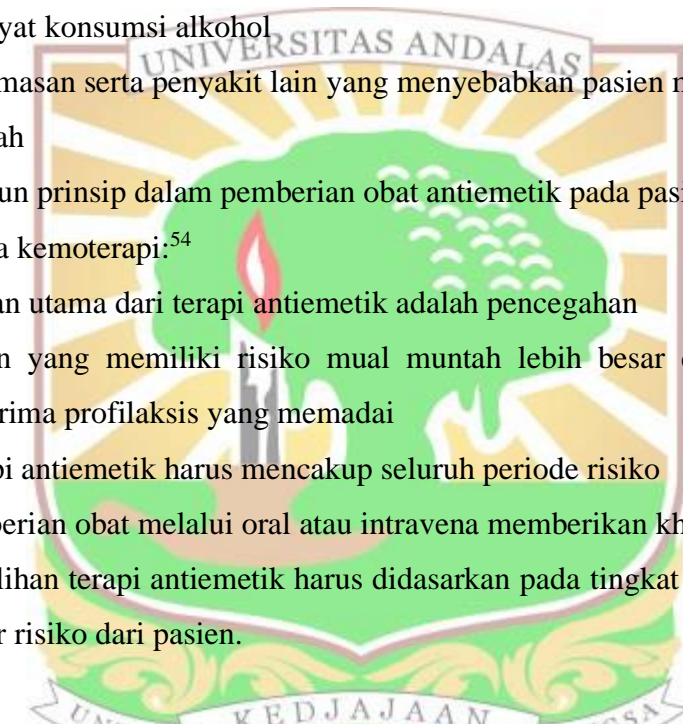 yat konsumsi alkohol
UNIVERSITAS ANDALAS
masan serta penyakit lain yang menyebabkan pasien m
ah
un prinsip dalam pemberian obat antiemetik pada pasi
a kemoterapi:54
an utama dari terapi antiemetik adalah pencegahan
n yang memiliki risiko mual muntah lebih besar
rima profilaksis yang memadai
pi antiemetik harus mencakup seluruh periode risiko
berian obat melalui oral atau intravena memberikan kh
lihan terapi antiemetik harus didasarkan pada tingkat
r risiko dari pasien.
KEDJAJAAN